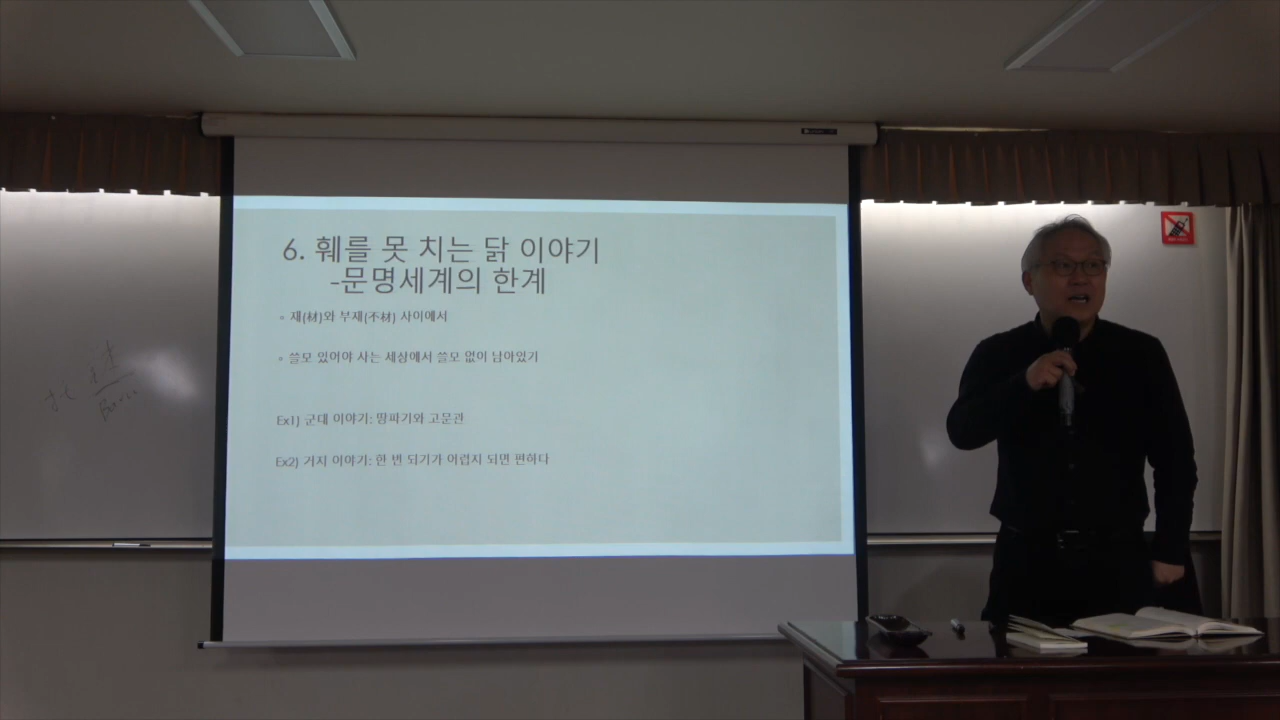 6. 훼를 못 치는 닭 이야기
-문명세계의 한계
◦ 재(材)와 부재(不材) 사이에서
◦ 쓸모 있어야 사는 세상에서 쓸모 없이 남아있기
Ex1) 군대 이야기: 땅파기와 고문관
Ex2) 거지 이야기: 한 번 되기가 어렵지 되면 편하다